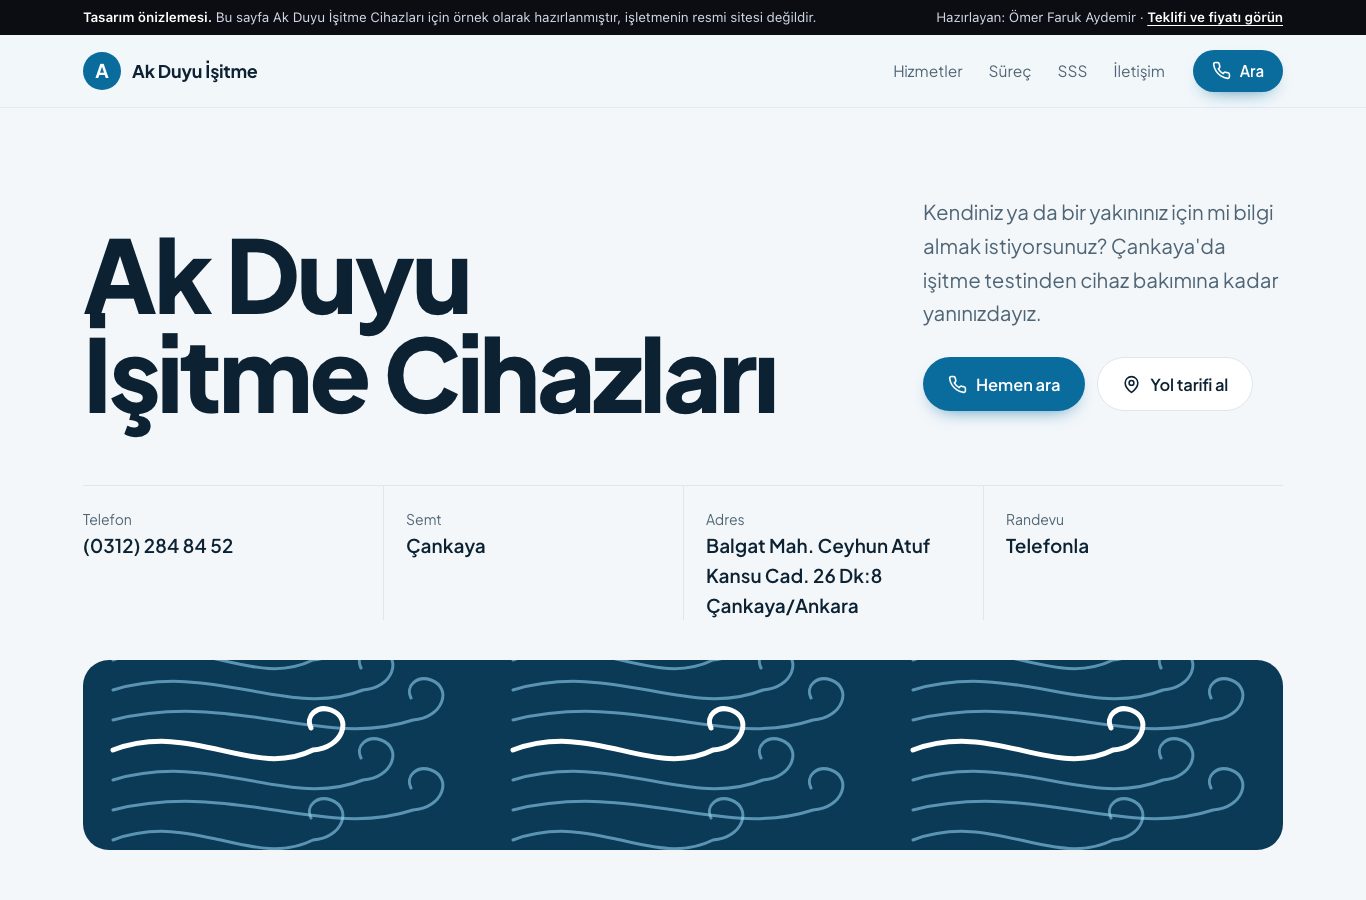 Tasarım önizlemesi. Bu sayfa Ak Duyu İşitme Cihazları için örnek olarak hazırlanmıştır, işletmenin resmi sitesi değildir.
Hazırlayan: Ömer Faruk Aydemir · Teklifi ve fiyatı görün
A
Ak Duyu İşitme
Hizmetler
Süreç
SSS
İletişim
Ara
Ak Duyu
İşitme Cihazları
Kendiniz ya da bir yakınınız için mi bilgi
almak istiyorsunuz? Çankaya'da
işitme testinden cihaz bakımına kadar
yanınızdayız.
Hemen ara
Yol tarifi al
Telefon
(0312) 284 84 52
Semt
Çankaya
Adres
Balgat Mah. Ceyhun Atuf
Kansu Cad. 26 Dk:8
Çankaya/Ankara
Randevu
Telefonla